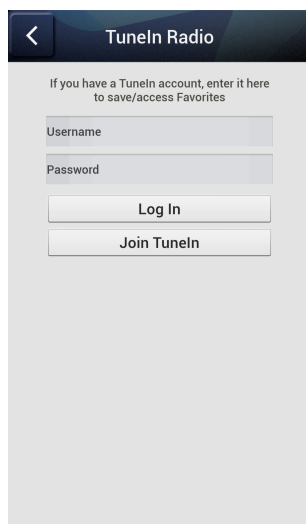 TuneIn Radio
If you have a TuneIn account, enter it here
to save/access Favorites
Username
Password
Log In
Join TuneIn